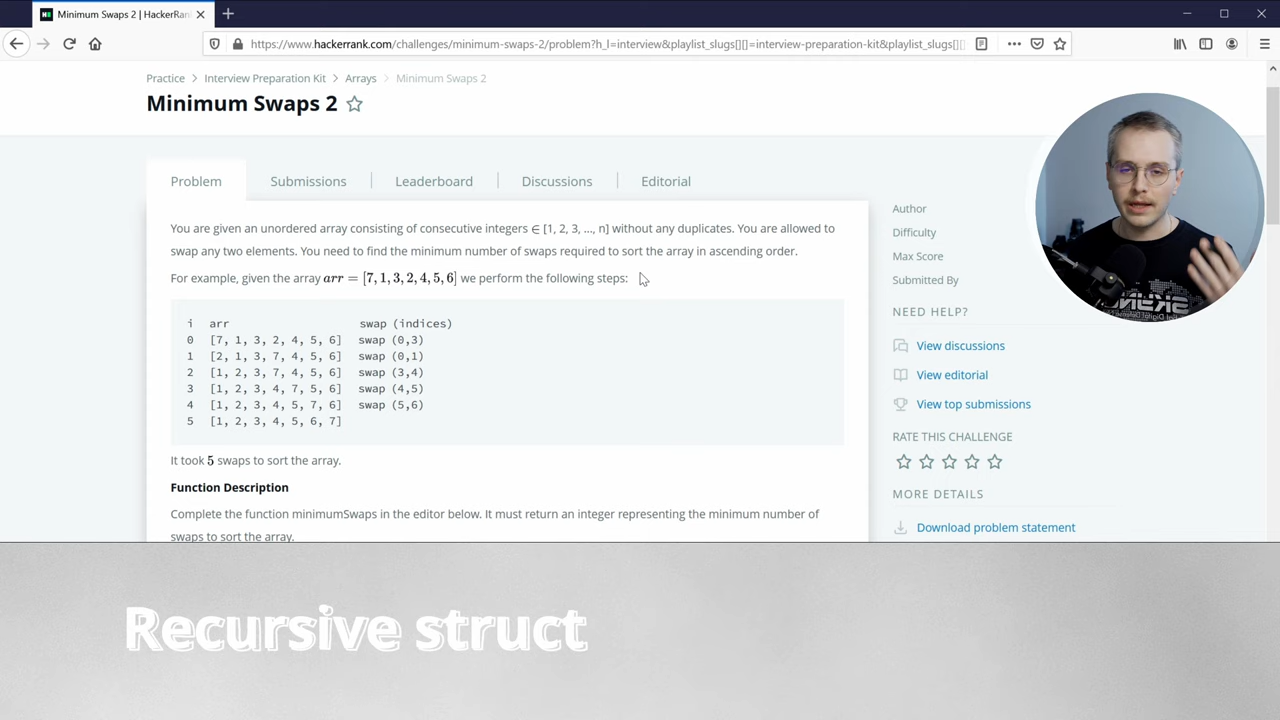 Minimum Swaps 2 | HackerRan
https://www.hackerrank.com/challenges/minimum-swaps-2/problem?h_l=interview&playlist_slugs[][]=interview-preparation-kit&playlist_slugs[][]
Practice > Interview Preparation Kit > Arrays > Minimum Swaps 2
Minimum Swaps 2
Problem
Submissions
Leaderboard
Discussions
Editorial
You are given an unordered array consisting of consecutive integers ∈ [1, 2, 3, ..., n] without any duplicates. You are allowed to
swap any two elements. You need to find the minimum number of swaps required to sort the array in ascending order.
For example, given the array arr = [7, 1, 3, 2, 4, 5, 6] we perform the following steps:
i arr swap (indices)
0 [7, 1, 3, 2, 4, 5, 6] swap (0,3)
1 [2, 1, 3, 7, 4, 5, 6] swap (0,1)
2 [1, 2, 3, 7, 4, 5, 6] swap (3,4)
3 [1, 2, 3, 4, 7, 5, 6] swap (4,5)
4 [1, 2, 3, 4, 5, 7, 6] swap (5,6)
5 [1, 2, 3, 4, 5, 6, 7]
It took 5 swaps to sort the array.
Function Description
Complete the function minimumSwaps in the editor below. It must return an integer representing the minimum number of
swaps to sort the array.
Author
Difficulty
Max Score
Submitted By
NEED HELP?
View discussions
View editorial
View top submissions
RATE THIS CHALLENGE
MORE DETAILS
Download problem statement
Recursive struct